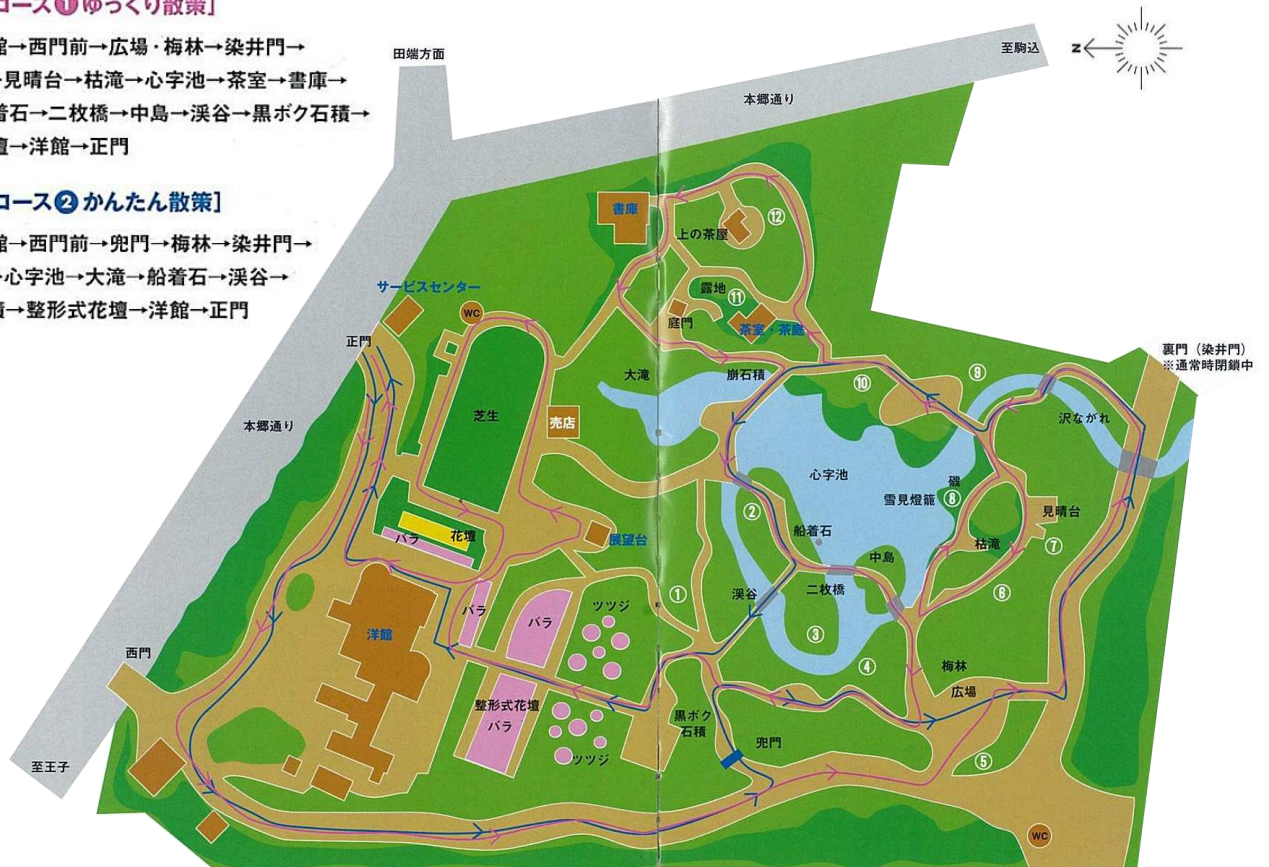 コース❶ゆっくり散策]
館→西門前→広場・梅林→染井門→
→見晴台→枯滝→心字池→茶室→書庫→
着石→二枚橋→中島→渓谷→黒ボク石積→
壇→洋館→正門
コース❷かんたん散策]
館→西門前→兜門→梅林→染井門→
→心字池→大滝→船着石→渓谷→
→整形式花壇→洋館→正門
田端方面
至駒込
Z
本郷通り
書庫
上の茶屋
⑫
サービスセンター
WC
露地
⑪
庭門
茶室・茶庭
正門
裏門(染井門)
※通常時閉鎖中
大滝
崩石積
⑩
⑨
沢ながれ
本郷通り
芝生
売店
心字池
磯
雪見燈籠
⑧
見晴台
②
船着石
枯滝
⑦
バラ
花壇
展望台
中島
①
渓谷
二枚橋
⑥
バラ
バラ
ツツジ
洋館
③
④
西門
梅林
広場
整形式花壇
バラ
黒ボク
石積
兜門
ツツジ
⑤
至王子
WC